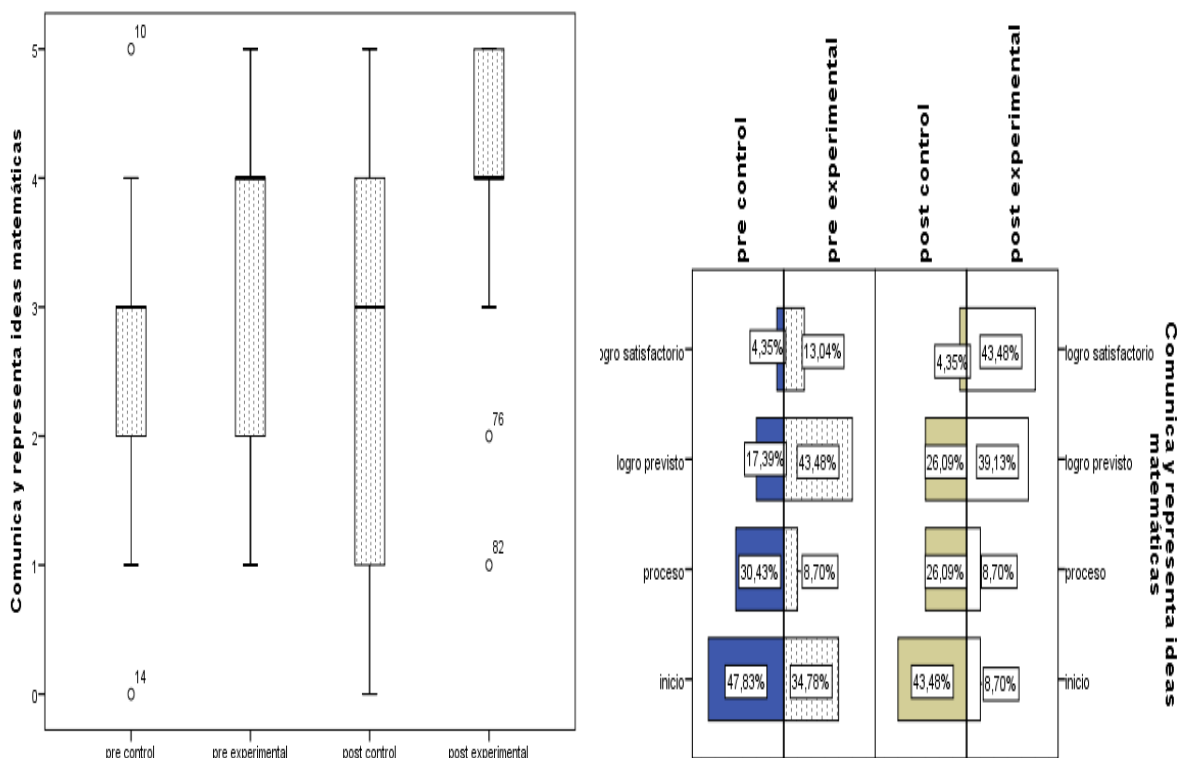 Comunica y representa ideas matemáticas
5
4
3
2
1
0
10
14
76
82
pre control
pre experimental
post control
post experimental
pre control
pre experimental
post control
post experimental
ogro satisfactorio
4,35%
13,04%
4,35%
43,48%
logro satisfactorio
logro previsto
17,39%
43,48%
26,09%
39,13%
logro previsto
proceso
30,43%
8,70%
26,09%
8,70%
proceso
inicio
47,83%
34,78%
43,48%
8,70%
inicio
Comunica y representa ideas
matemáticas